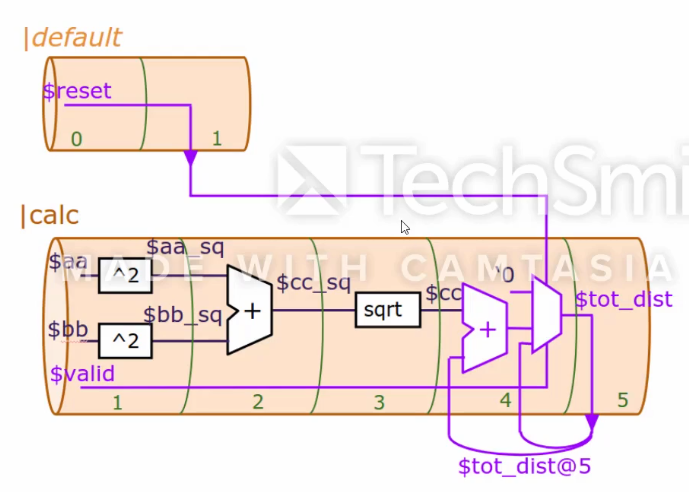 |default
$reset
0 1
TechSmi
|calc
$aa ^2 $aa_sq
MADE WITH CAMTASIA
$bb ^2 $bb_sq
+ $cc_sq sqrt $cc + '0 $tot_dist
$valid
1 2 3 4 5
$tot_dist@5